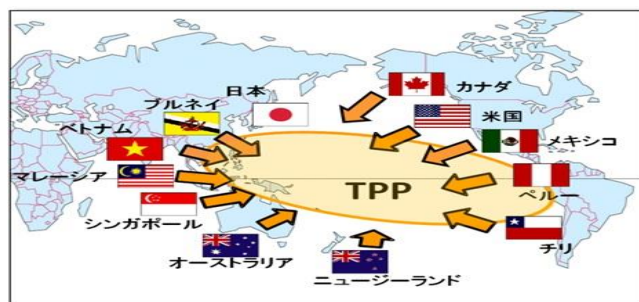 カナダ
日本
米国
ブルネイ
メキシコ
ベトナム
マレーシア
TPP
ペルー
シンガポール
チリ
オーストラリア
ニュージーランド